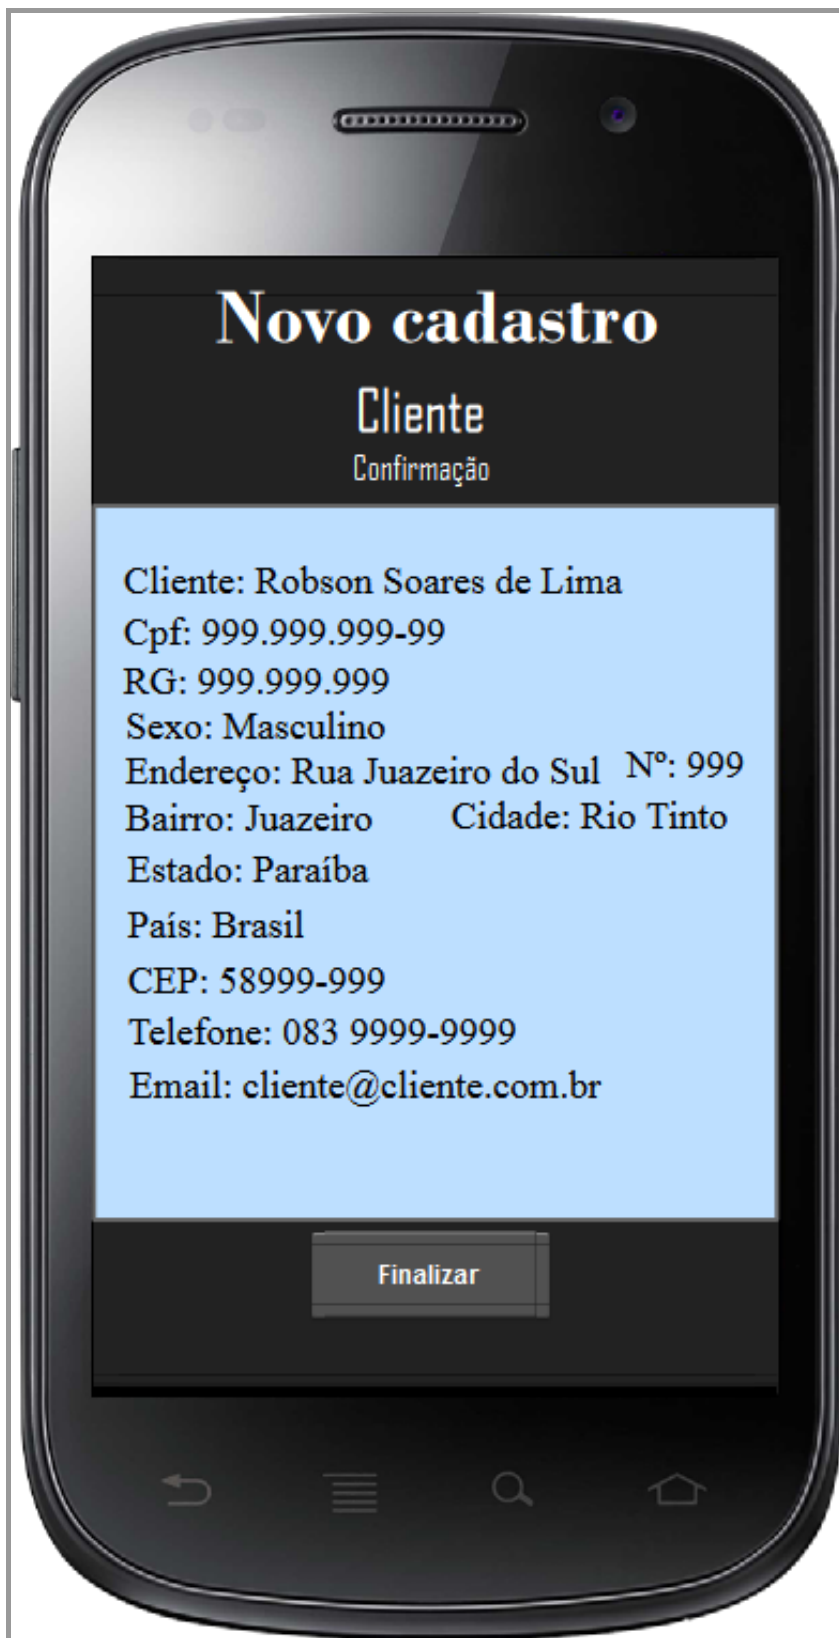 Novo cadastro
Cliente
Confirmação
Cliente: Robson Soares de Lima
Cpf: 999.999.999-99
RG: 999.999.999
Sexo: Masculino
Endereço: Rua Juazeiro do Sul Nº: 999
Bairro: Juazeiro Cidade: Rio Tinto
Estado: Paraíba
País: Brasil
CEP: 58999-999
Telefone: 083 9999-9999
Email: cliente@cliente.com.br
Finalizar